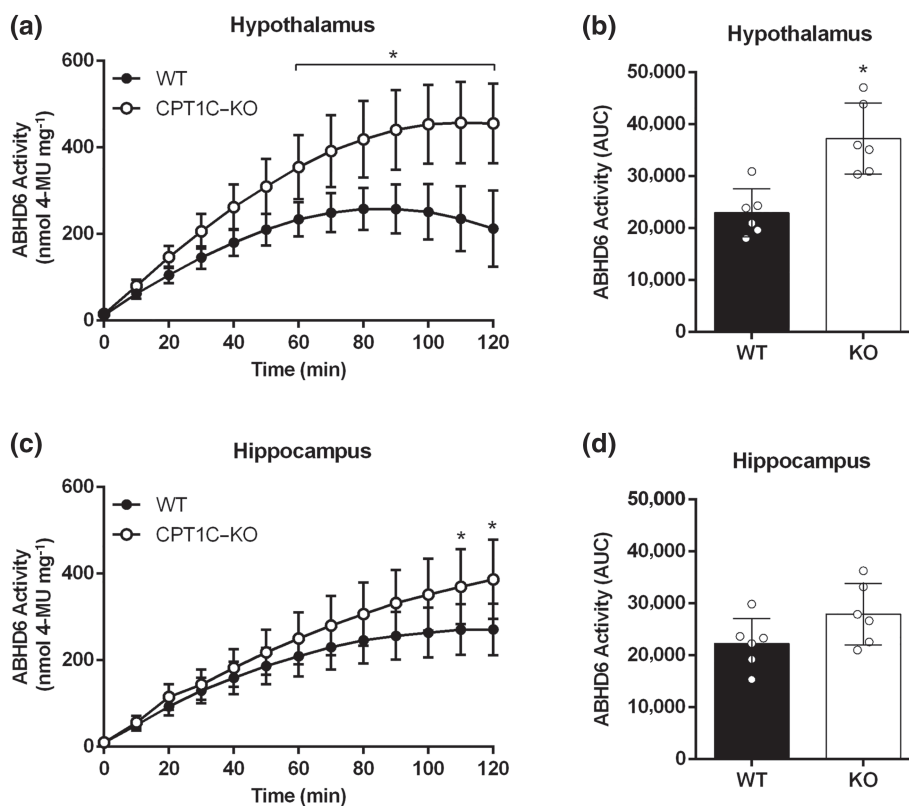 (a)
Hypothalamus
WT
CPT1C–KO
*
600
400
200
0
ABHD6 Activity
(nmol 4-MU mg-1)
0 20 40 60 80 100 120
Time (min)
(b)
Hypothalamus
*
50,000
40,000
30,000
20,000
10,000
0
ABHD6 Activity (AUC)
WT KO
(c)
Hippocampus
WT
CPT1C–KO
* *
600
400
200
0
ABHD6 Activity
(nmol 4-MU mg-1)
0 20 40 60 80 100 120
Time (min)
(d)
Hippocampus
50,000
40,000
30,000
20,000
10,000
0
ABHD6 Activity (AUC)
WT KO